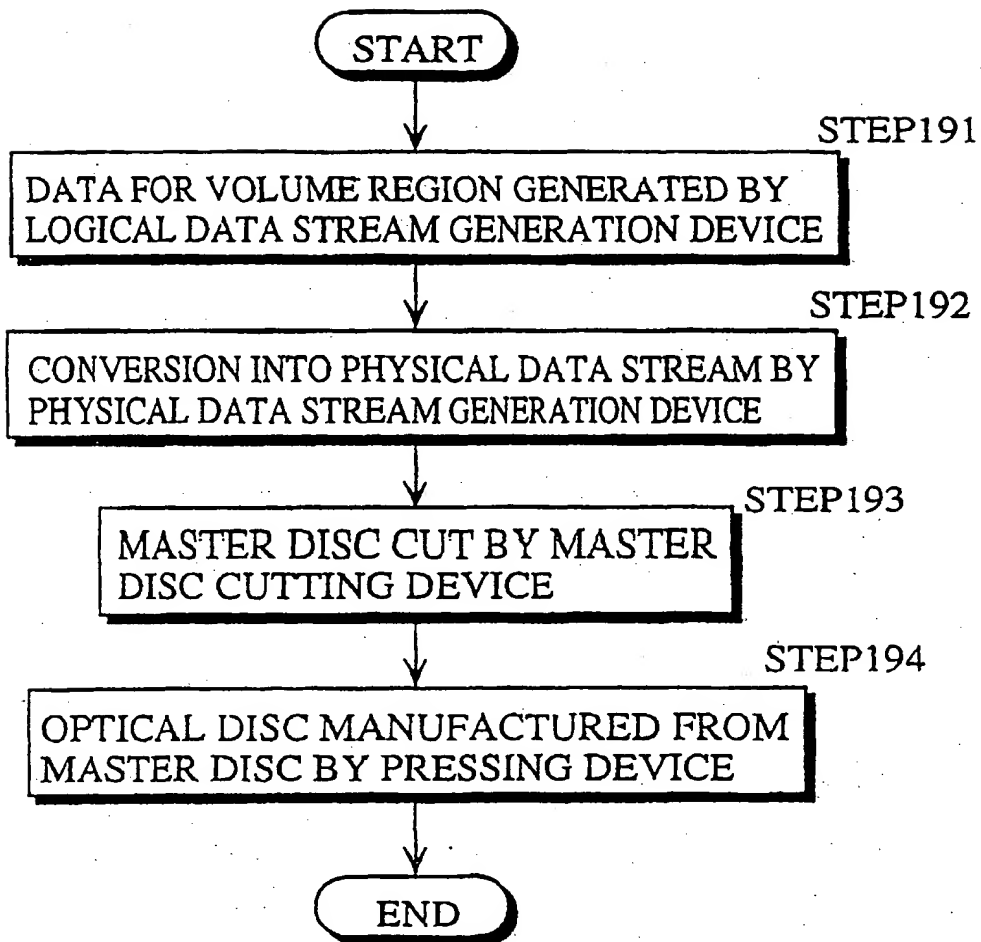 START
STEP191
DATA FOR VOLUME REGION GENERATED BY
LOGICAL DATA STREAM GENERATION DEVICE
STEP192
CONVERSION INTO PHYSICAL DATA STREAM BY
PHYSICAL DATA STREAM GENERATION DEVICE
STEP193
MASTER DISC CUT BY MASTER
DISC CUTTING DEVICE
STEP194
OPTICAL DISC MANUFACTURED FROM
MASTER DISC BY PRESSING DEVICE
END